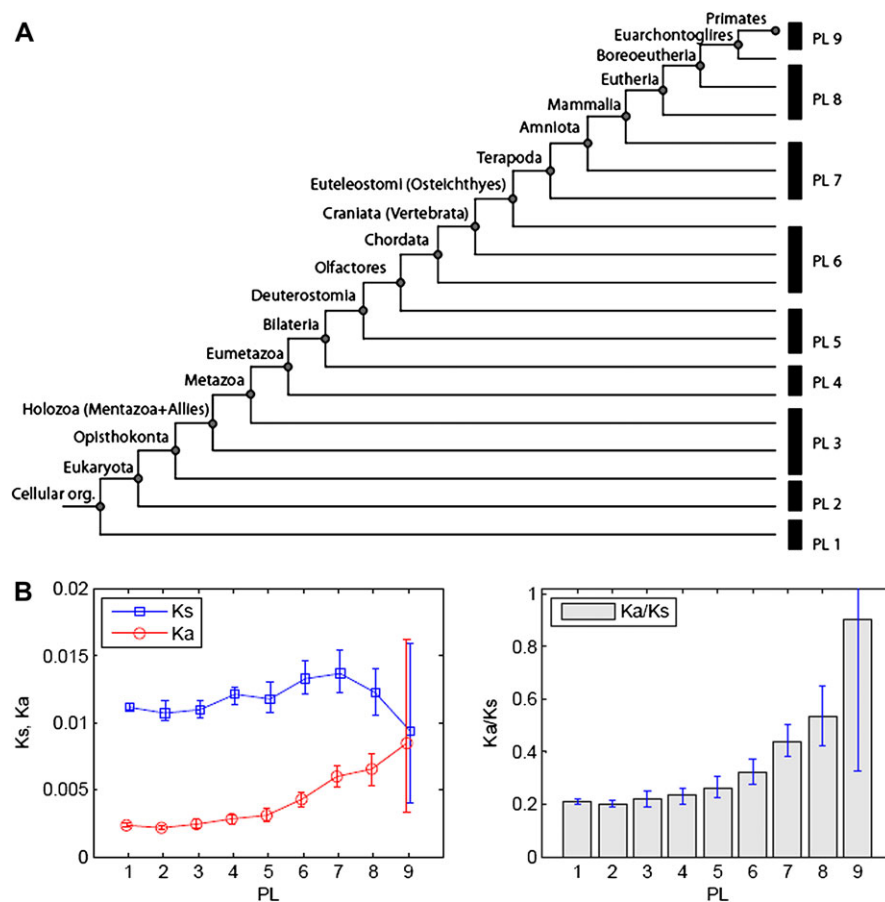 A
Primates
Euarchontoglires
Boreoeutheria
Eutheria
Mammalia
Amniota
Terapoda
Euteleostomi (Osteichthyes)
Craniata (Vertebrata)
Chordata
Olfactores
Deuterostomia
Bilateria
Eumetazoa
Metazoa
Holozoa (Mentazoa+Allies)
Opisthokonta
Eukaryota
Cellular org.
PL 9
PL 8
PL 7
PL 6
PL 5
PL 4
PL 3
PL 2
PL 1
B
Ks, Ka
0.02
0.015
0.01
0.005
0
Ks
Ka
1 2 3 4 5 6 7 8 9
PL
Ka/Ks
1
0.8
0.6
0.4
0.2
0
Ka/Ks
1 2 3 4 5 6 7 8 9
PL